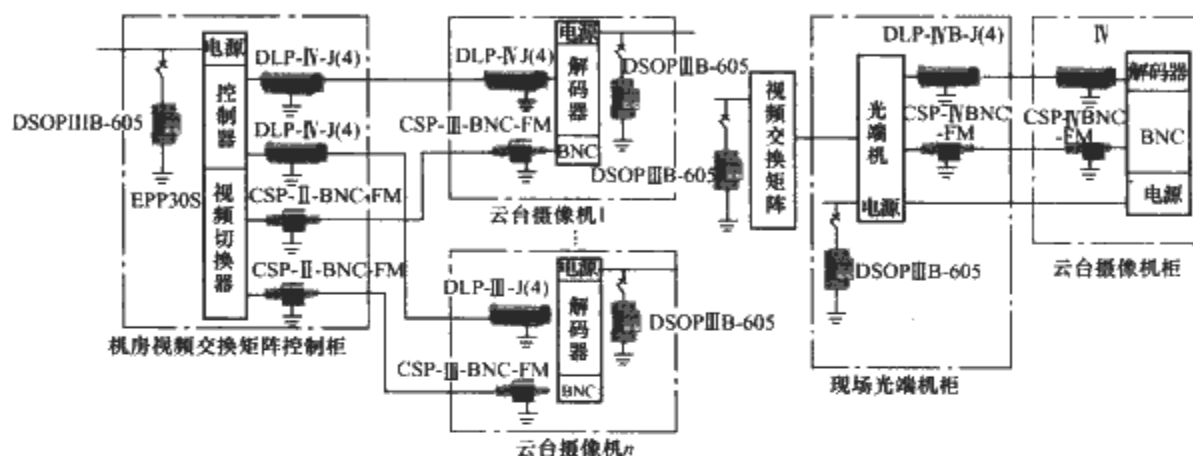 电源
DLP-Ⅳ-J(4)
控制器
DSOPIIIB-605
DLP-Ⅳ-J(4)
EPP30S
CSP-Ⅱ-BNC-FM
视频切换器
CSP-Ⅱ-BNC-FM
机房视频交换矩阵控制柜
电源
DLP-ⅣJ(4)
解码器
DSOPⅢB-605
CSP-Ⅲ-BNC-FM
BNC
云台摄像机1
电源
DLP-Ⅲ-J(4)
解码器
DSOPⅢB-605
CSP-Ⅲ-BNC-FM
BNC
云台摄像机n
视频交换矩阵
DSOPⅢB-605
DLP-ⅣB-J(4)
光端机
CSP-ⅣBNC
-FM
电源
DSOPⅢB-605
现场光端机柜
Ⅳ
解码器
CSP-ⅣBNC
-FM
BNC
电源
云台摄像机柜